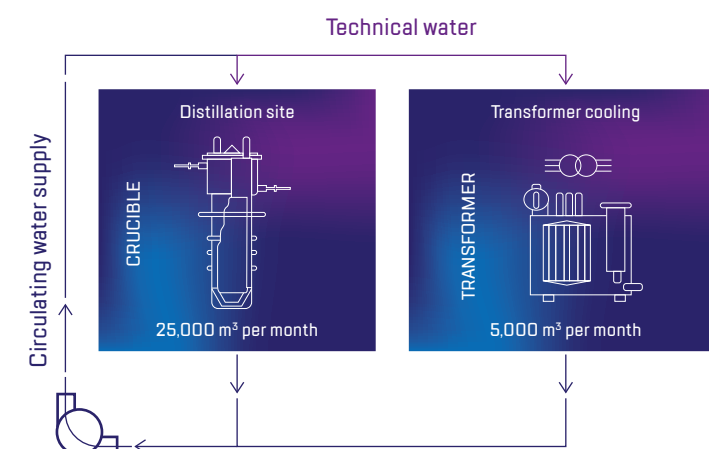 Technical water
Circulating water supply
Distillation site
CRUCIBLE
25,000 m³ per month
Transformer cooling
TRANSFORMER
5,000 m³ per month